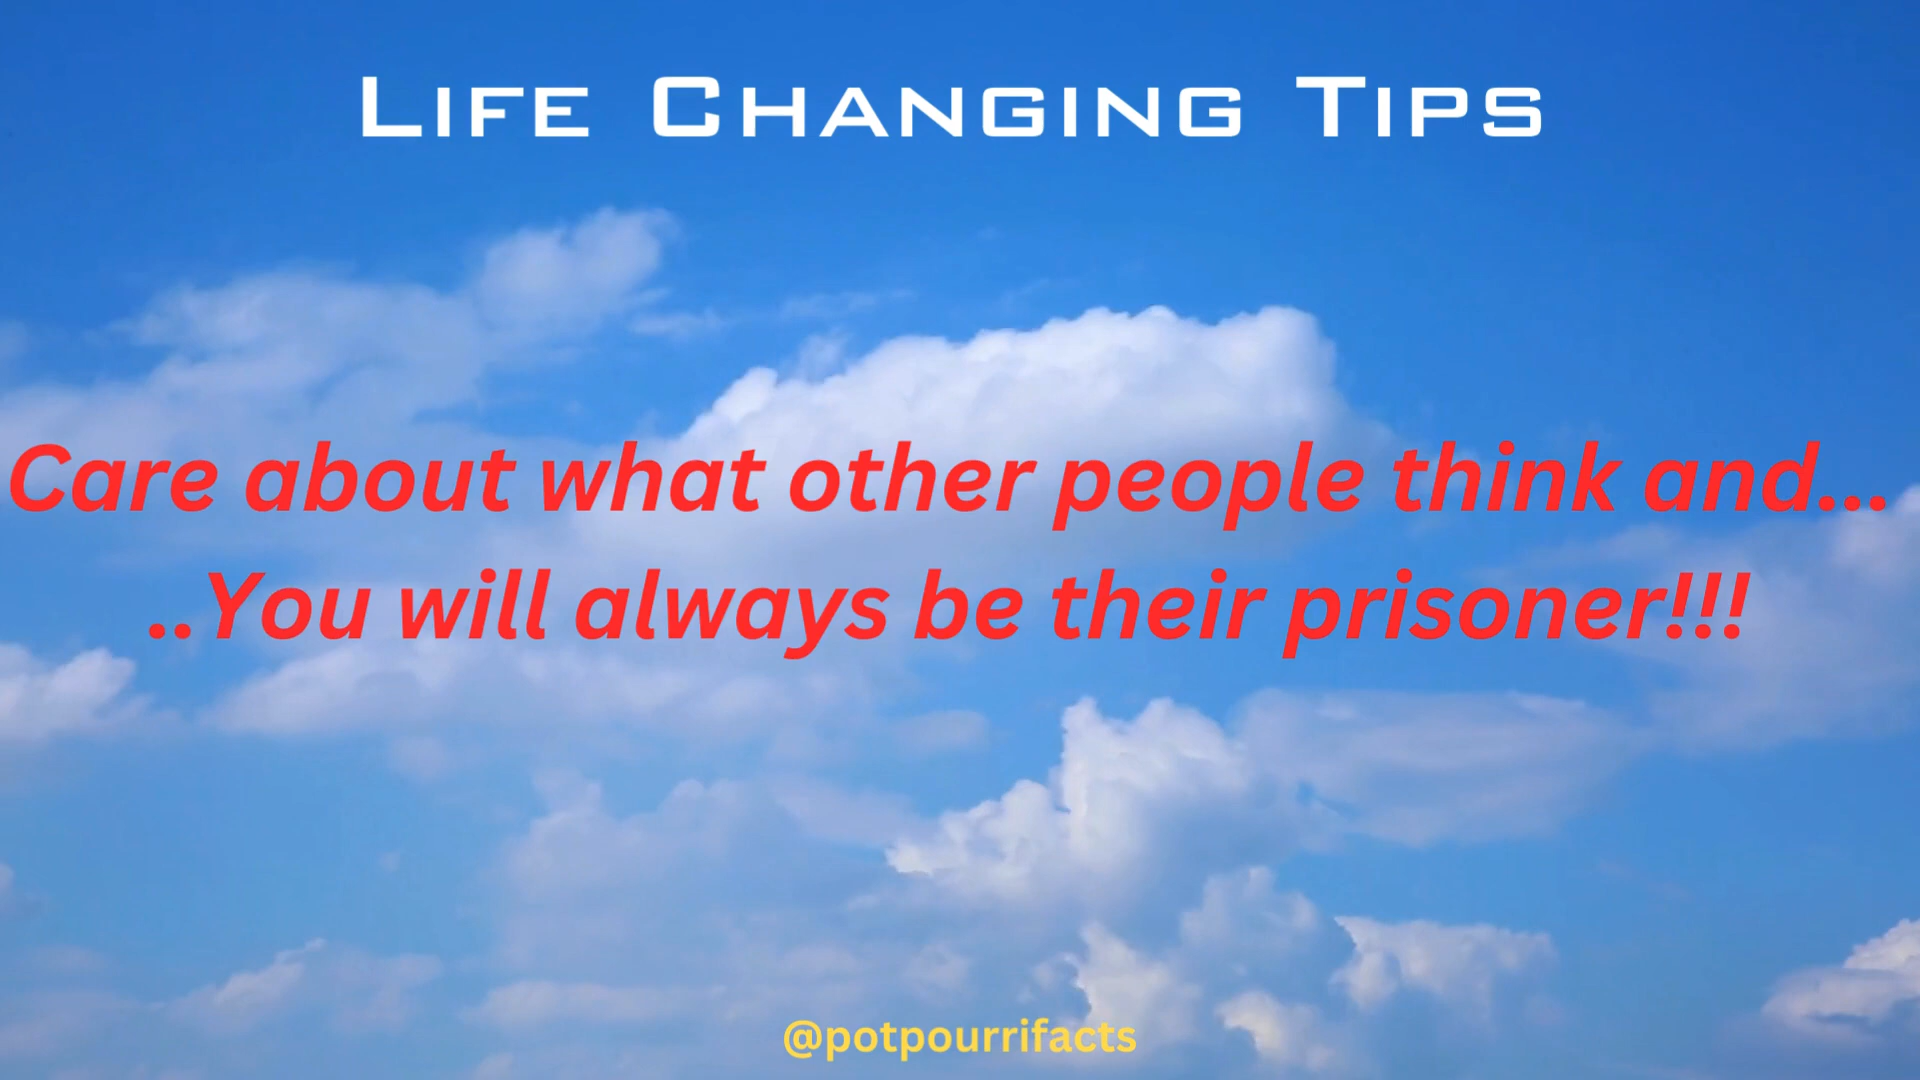 Life Changing Tips
Care about what other people think and...
..You will always be their prisoner!!!
@potpourrifacts